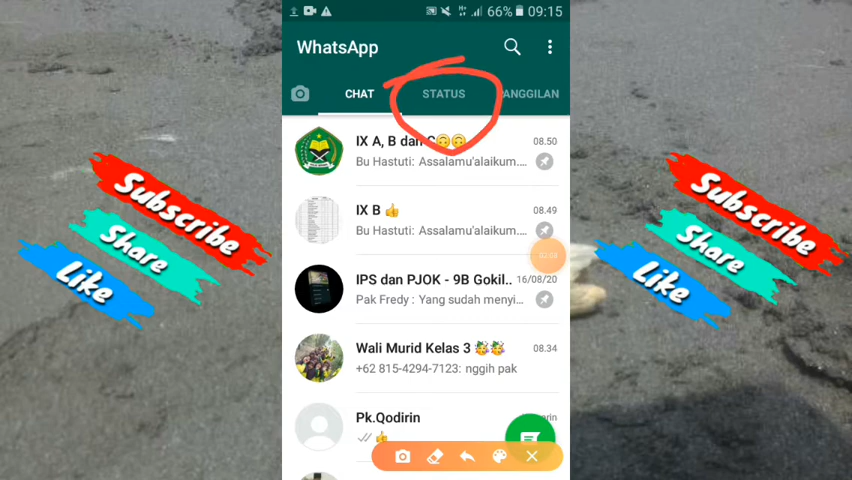 66% 09:15
WhatsApp
CHAT STATUS PANGGILAN
IX A, B dan C🙃🙃 08.50
Bu Hastuti: Assalamu'alaikum....
IX B 👍 08.49
Bu Hastuti: Assalamu'alaikum....
02:04
IPS dan PJOK - 9B Gokil.. 16/08/20
Pak Fredy : Yang sudah menyi...
Wali Murid Kelas 3 🥳🥳 08.34
+62 815-4294-7123: nggih pak
Pk.Qodirin
👍
Subscribe
Share
Like
Subscribe
Share
Like